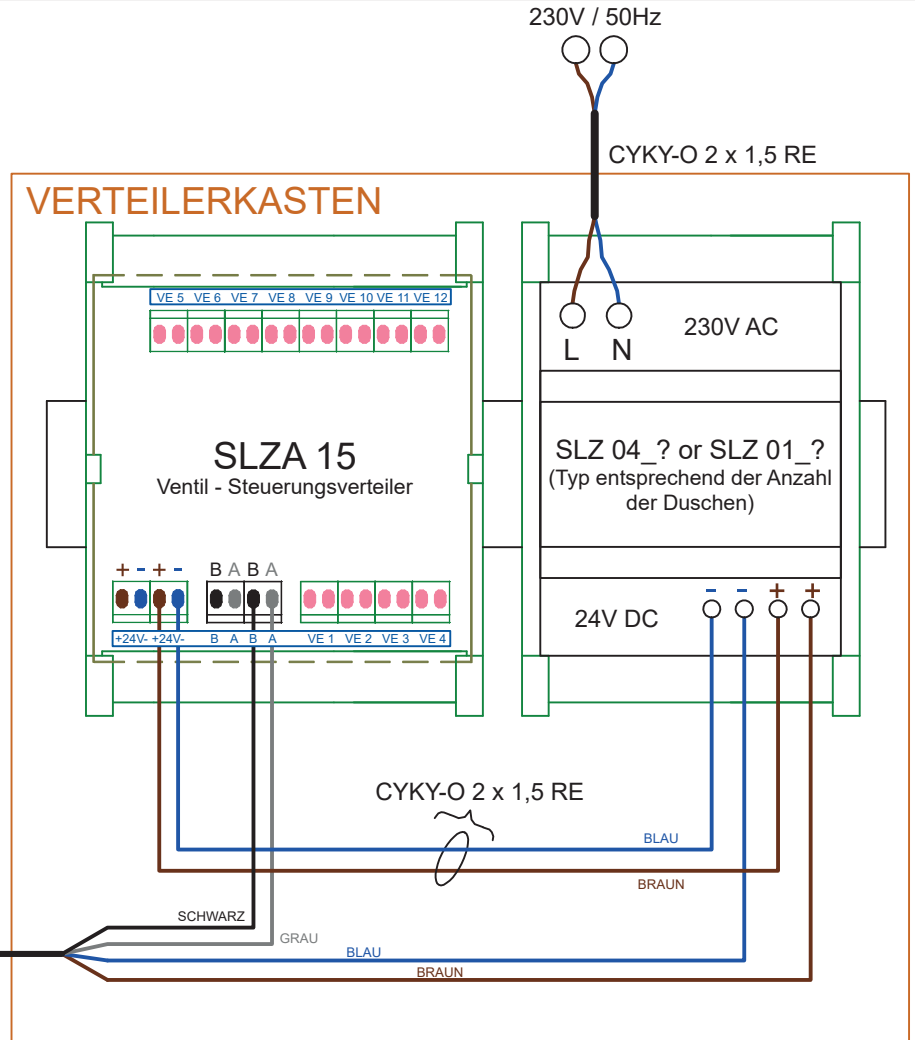 230V / 50Hz
CYKY-O 2 x 1,5 RE
VERTEILERKASTEN
VE 5 VE 6 VE 7 VE 8 VE 9 VE 10 VE 11 VE 12
SLZA 15
Ventil - Steuerungsverteiler
+ - + -
B A B A
+24V- +24V- B A B A VE 1 VE 2 VE 3 VE 4
230V AC
L N
SLZ 04_? or SLZ 01_?
(Typ entsprechend der Anzahl
der Duschen)
24V DC
- - + +
CYKY-O 2 x 1,5 RE
BLAU
BRAUN
SCHWARZ
GRAU
BLAU
BRAUN